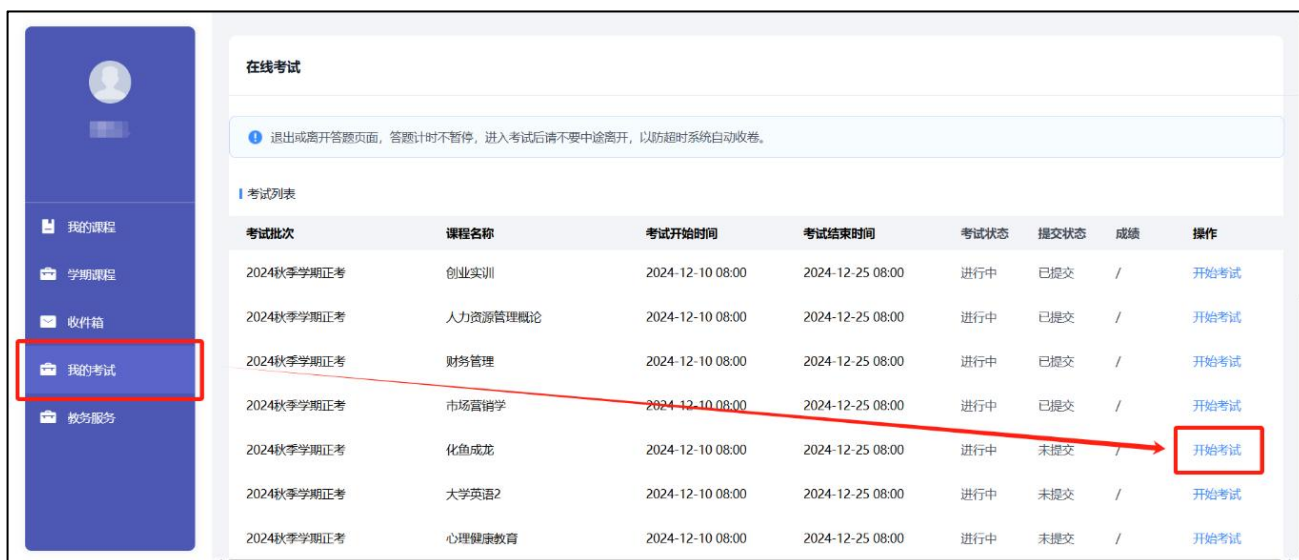 在线考试
退出或离开答题页面，答题计时不暂停，进入考试后请不要中途离开，以防超时系统自动收卷。
我的课程
学期课程
收件箱
我的考试
教务服务
考试列表
考试批次 课程名称 考试开始时间 考试结束时间 考试状态 提交状态 成绩 操作
2024秋季学期正考 创业实训 2024-12-10 08:00 2024-12-25 08:00 进行中 已提交 / 开始考试
2024秋季学期正考 人力资源管理概论 2024-12-10 08:00 2024-12-25 08:00 进行中 已提交 / 开始考试
2024秋季学期正考 财务管理 2024-12-10 08:00 2024-12-25 08:00 进行中 已提交 / 开始考试
2024秋季学期正考 市场营销学 2024-12-10 08:00 2024-12-25 08:00 进行中 已提交 / 开始考试
2024秋季学期正考 化鱼成龙 2024-12-10 08:00 2024-12-25 08:00 进行中 未提交 / 开始考试
2024秋季学期正考 大学英语2 2024-12-10 08:00 2024-12-25 08:00 进行中 未提交 / 开始考试
2024秋季学期正考 心理健康教育 2024-12-10 08:00 2024-12-25 08:00 进行中 未提交 / 开始考试